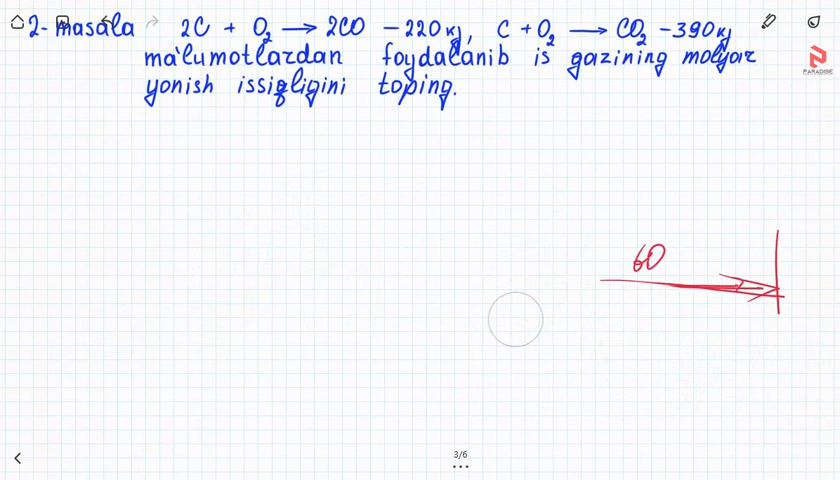 2-masala 2C + O₂ → 2CO -220kj, C + O₂ → CO₂ -390kj
ma'lumotlardan foydalanib is gazining molyar
yonish issiqligini toping.
PARADISE
60
3/6